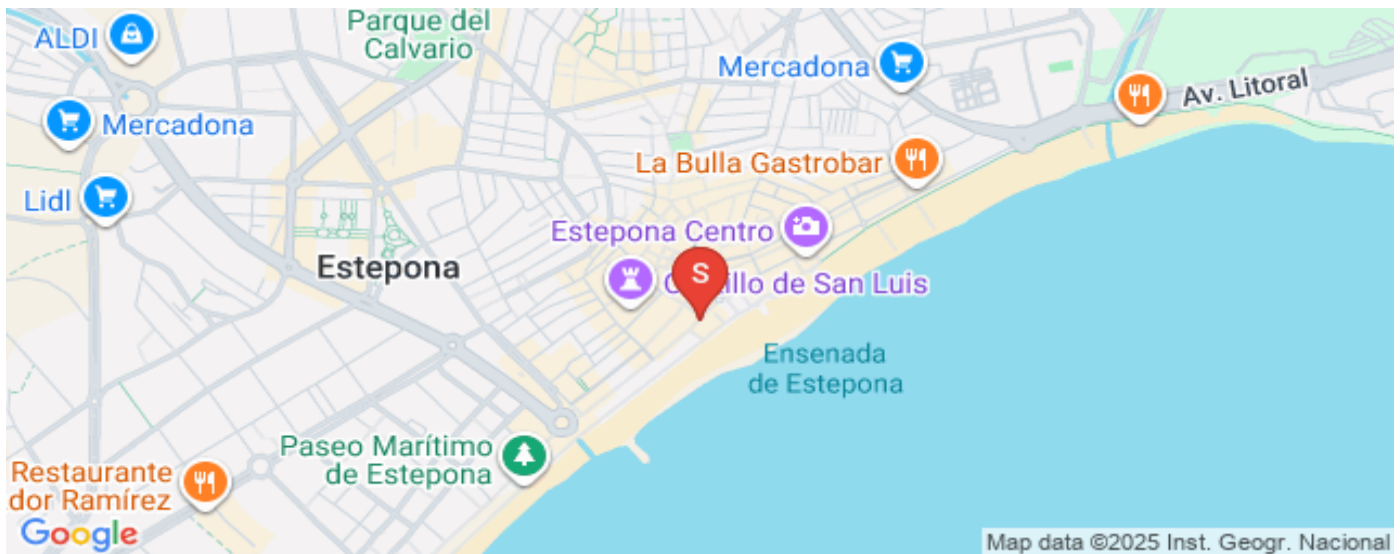 Parque del
Calvario
ALDI
Mercadona
Mercadona
Av. Litoral
La Bulla Gastrobar
Lidl
Estepona Centro
Estepona
S
illo de San Luis
Ensenada
de Estepona
Paseo Marítimo
de Estepona
Restaurante
dor Ramírez
Google
Map data ©2025 Inst. Geogr. Nacional